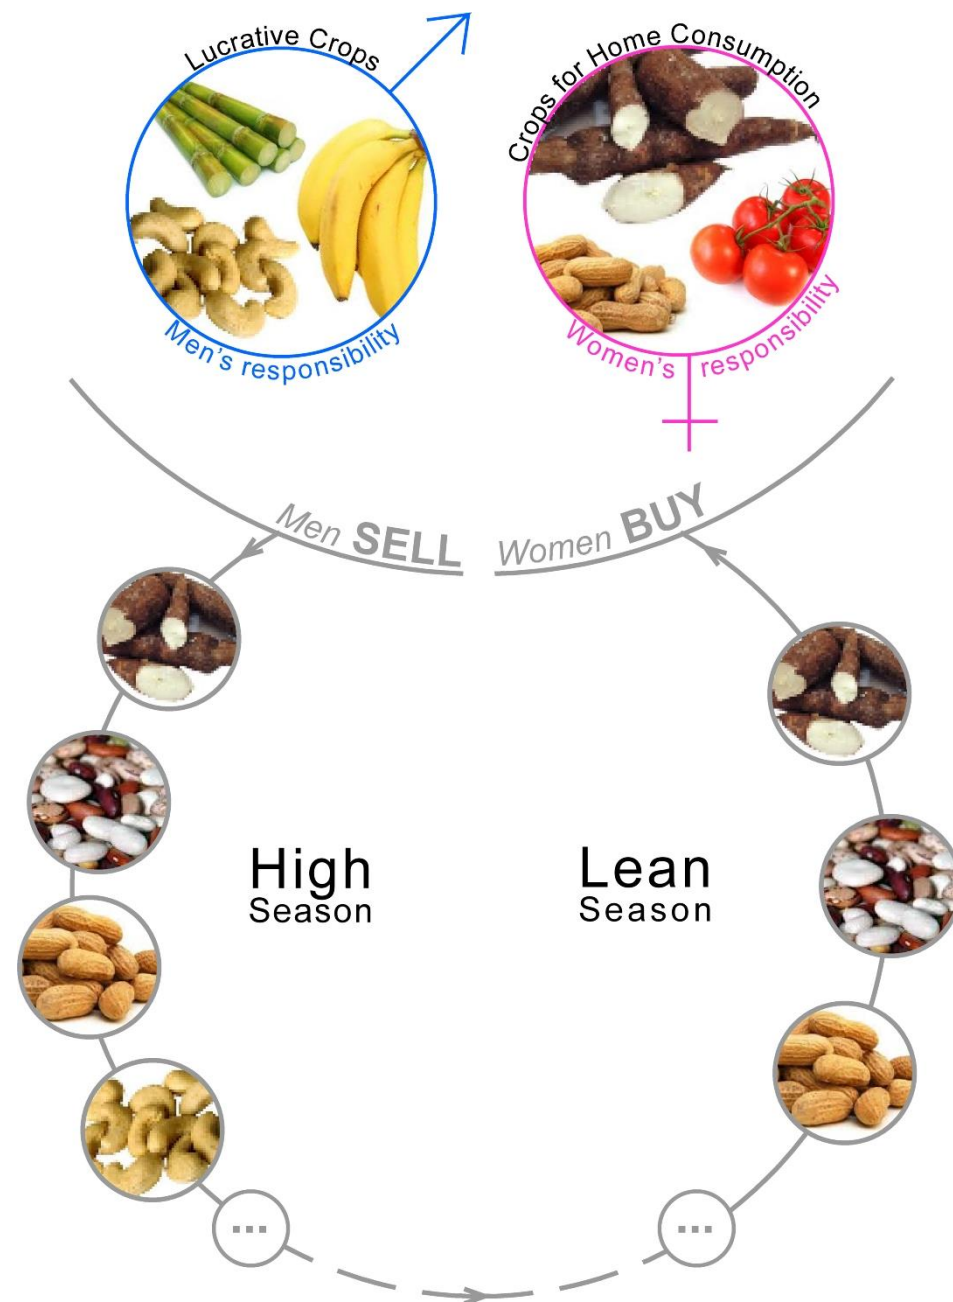 Lucrative Crops
Crops for Home Consumption
Men's responsibility
Women's responsibility
Men SELL
Women BUY
High
Season
Lean
Season
...
...